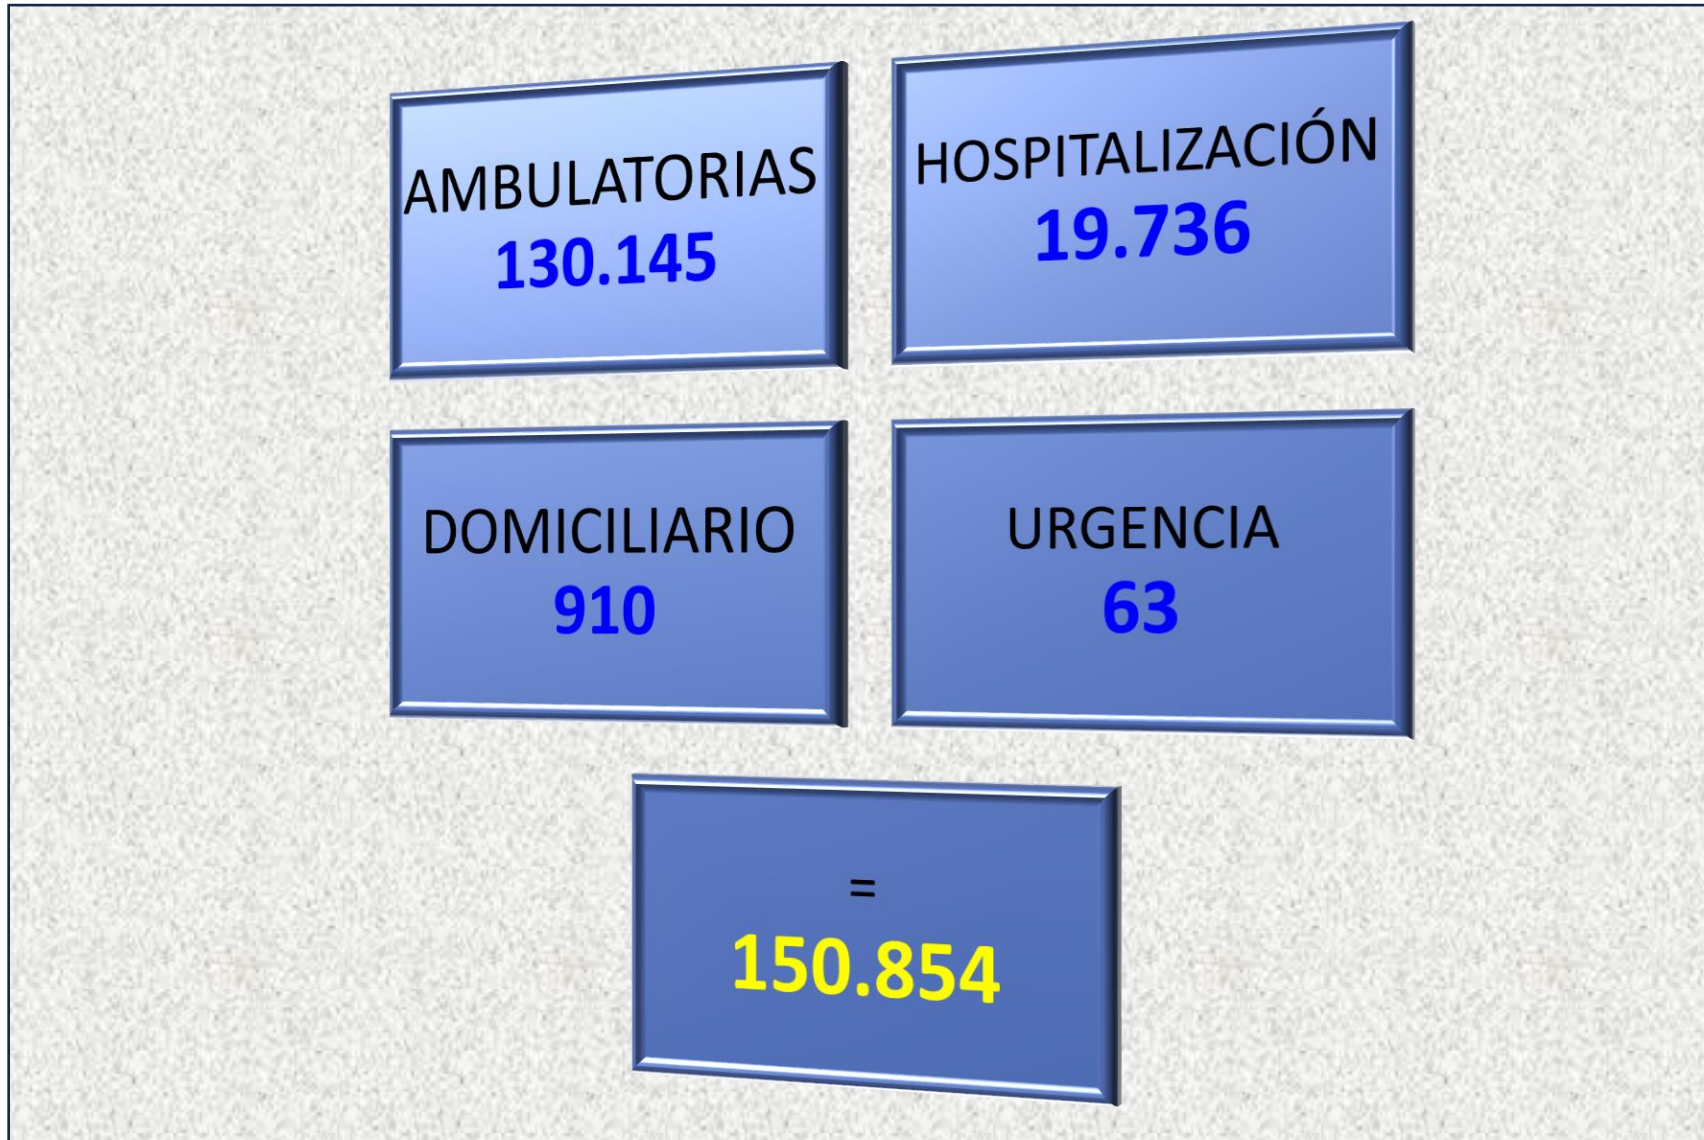 AMBULATORIAS
130.145
HOSPITALIZACIÓN
19.736
DOMICILIARIO
910
URGENCIA
63
=
150.854